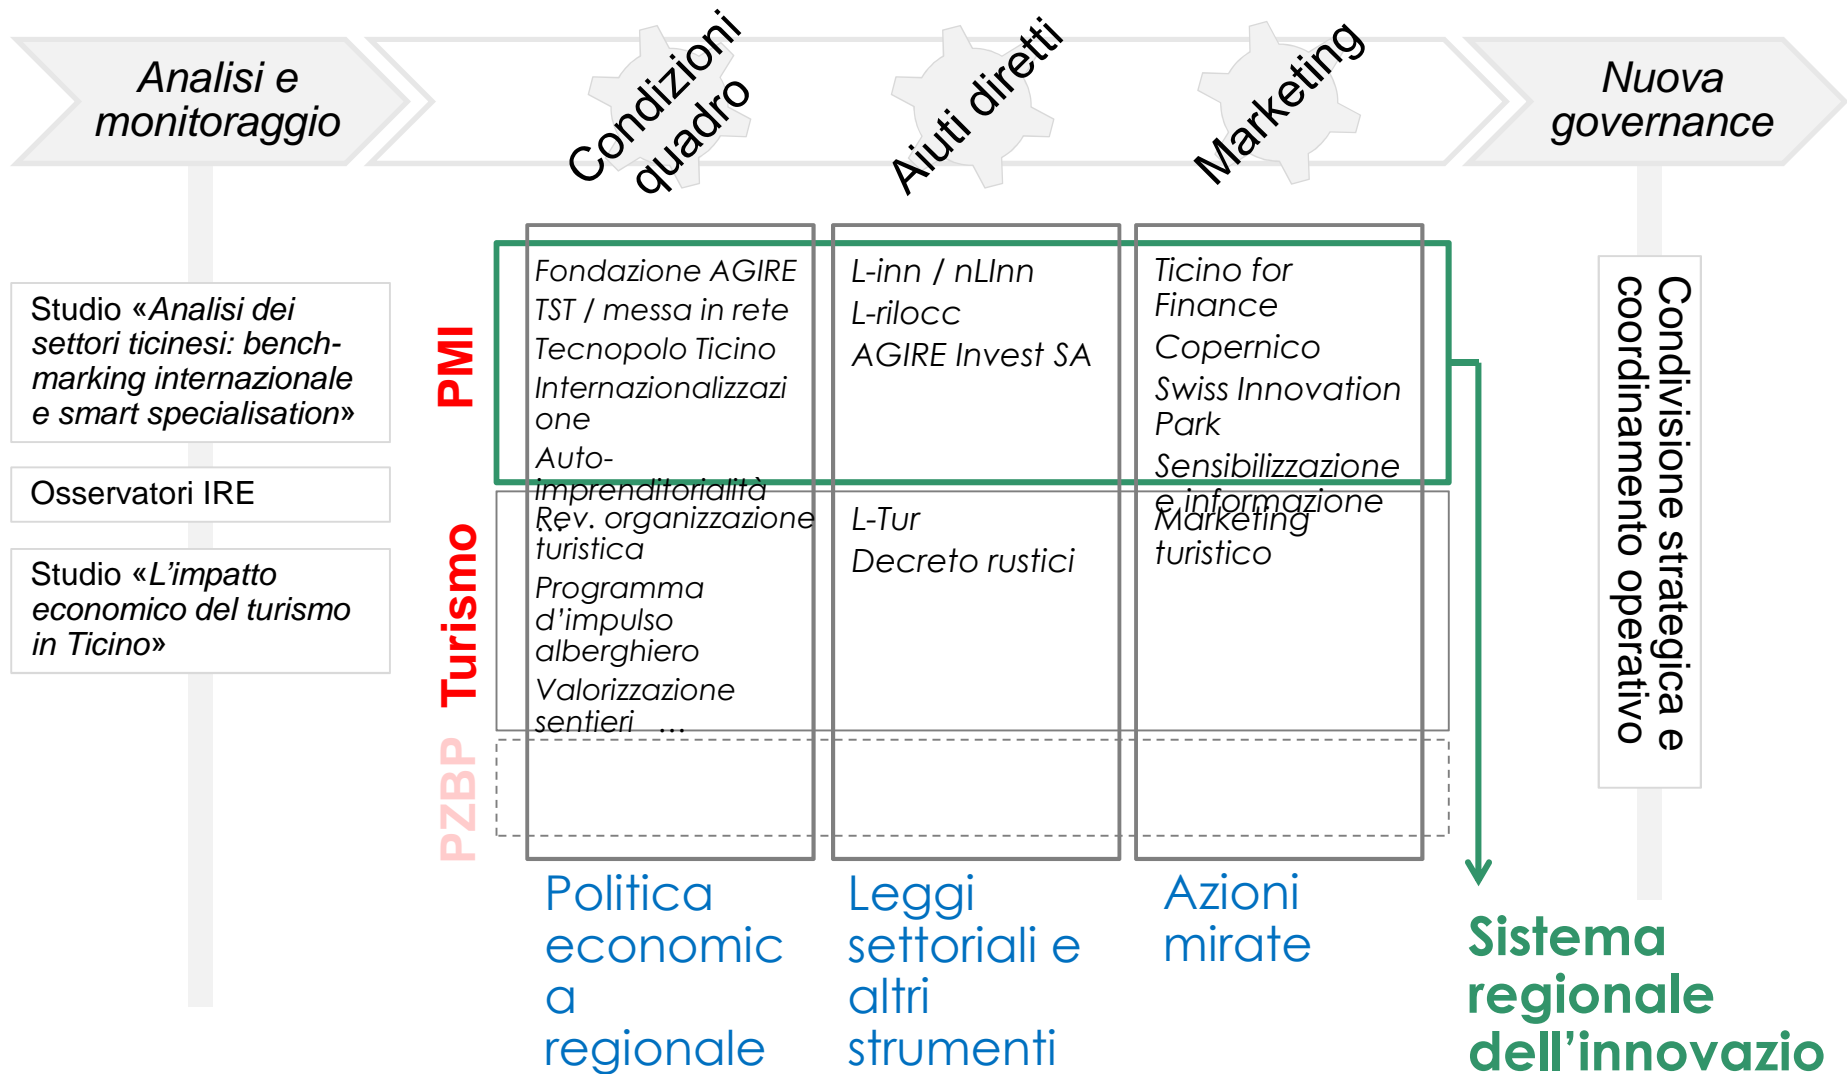 Analisi e
monitoraggio
Condizioni
quadro
Aiuti diretti
Marketing
Nuova
governance
Studio «Analisi dei
settori ticinesi: bench-
marking internazionale
e smart specialisation»
Osservatori IRE
Studio «L'impatto
economico del turismo
in Ticino»
PMI
Fondazione AGIRE
TST / messa in rete
Tecnopolo Ticino
Internazionalizzazi
one
Auto-
imprenditorialità
…
L-inn / nLInn
L-rilocc
AGIRE Invest SA
Ticino for
Finance
Copernico
Swiss Innovation
Park
Sensibilizzazione
e informazione
Turismo
Rev. organizzazione
turistica
Programma
d’impulso
alberghiero
Valorizzazione
sentieri …
L-Tur
Decreto rustici
Marketing
turistico
PZBP
Politica
economic
a
regionale
Leggi
settoriali e
altri
strumenti
Azioni
mirate
Sistema
regionale
dell’innovazio
Condivisione strategica e
coordinamento operativo